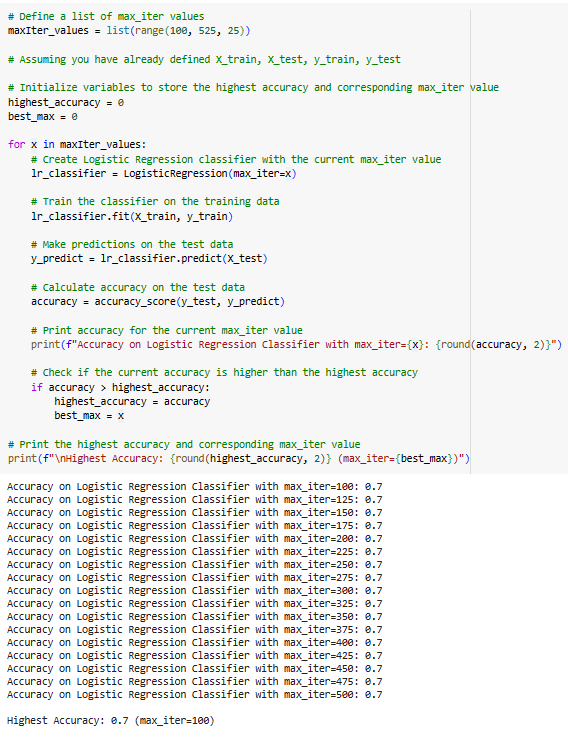 # Define a list of max_iter values
maxIter_values = list(range(100, 525, 25))
# Assuming you have already defined X_train, X_test, y_train, y_test
# Initialize variables to store the highest accuracy and corresponding max_iter value
highest_accuracy = 0
best_max = 0
for x in maxIter_values:
    # Create Logistic Regression classifier with the current max_iter value
    lr_classifier = LogisticRegression(max_iter=x)
    # Train the classifier on the training data
    lr_classifier.fit(X_train, y_train)
    # Make predictions on the test data
    y_predict = lr_classifier.predict(X_test)
    # Calculate accuracy on the test data
    accuracy = accuracy_score(y_test, y_predict)
    # Print accuracy for the current max_iter value
    print(f"Accuracy on Logistic Regression Classifier with max_iter={x}: {round(accuracy, 2)}")
    # Check if the current accuracy is higher than the highest accuracy
    if accuracy > highest_accuracy:
        highest_accuracy = accuracy
        best_max = x
# Print the highest accuracy and corresponding max_iter value
print(f"\nHighest Accuracy: {round(highest_accuracy, 2)} (max_iter={best_max})")
Accuracy on Logistic Regression Classifier with max_iter=100: 0.7
Accuracy on Logistic Regression Classifier with max_iter=125: 0.7
Accuracy on Logistic Regression Classifier with max_iter=150: 0.7
Accuracy on Logistic Regression Classifier with max_iter=175: 0.7
Accuracy on Logistic Regression Classifier with max_iter=200: 0.7
Accuracy on Logistic Regression Classifier with max_iter=225: 0.7
Accuracy on Logistic Regression Classifier with max_iter=250: 0.7
Accuracy on Logistic Regression Classifier with max_iter=275: 0.7
Accuracy on Logistic Regression Classifier with max_iter=300: 0.7
Accuracy on Logistic Regression Classifier with max_iter=325: 0.7
Accuracy on Logistic Regression Classifier with max_iter=350: 0.7
Accuracy on Logistic Regression Classifier with max_iter=375: 0.7
Accuracy on Logistic Regression Classifier with max_iter=400: 0.7
Accuracy on Logistic Regression Classifier with max_iter=425: 0.7
Accuracy on Logistic Regression Classifier with max_iter=450: 0.7
Accuracy on Logistic Regression Classifier with max_iter=475: 0.7
Accuracy on Logistic Regression Classifier with max_iter=500: 0.7
Highest Accuracy: 0.7 (max_iter=100)